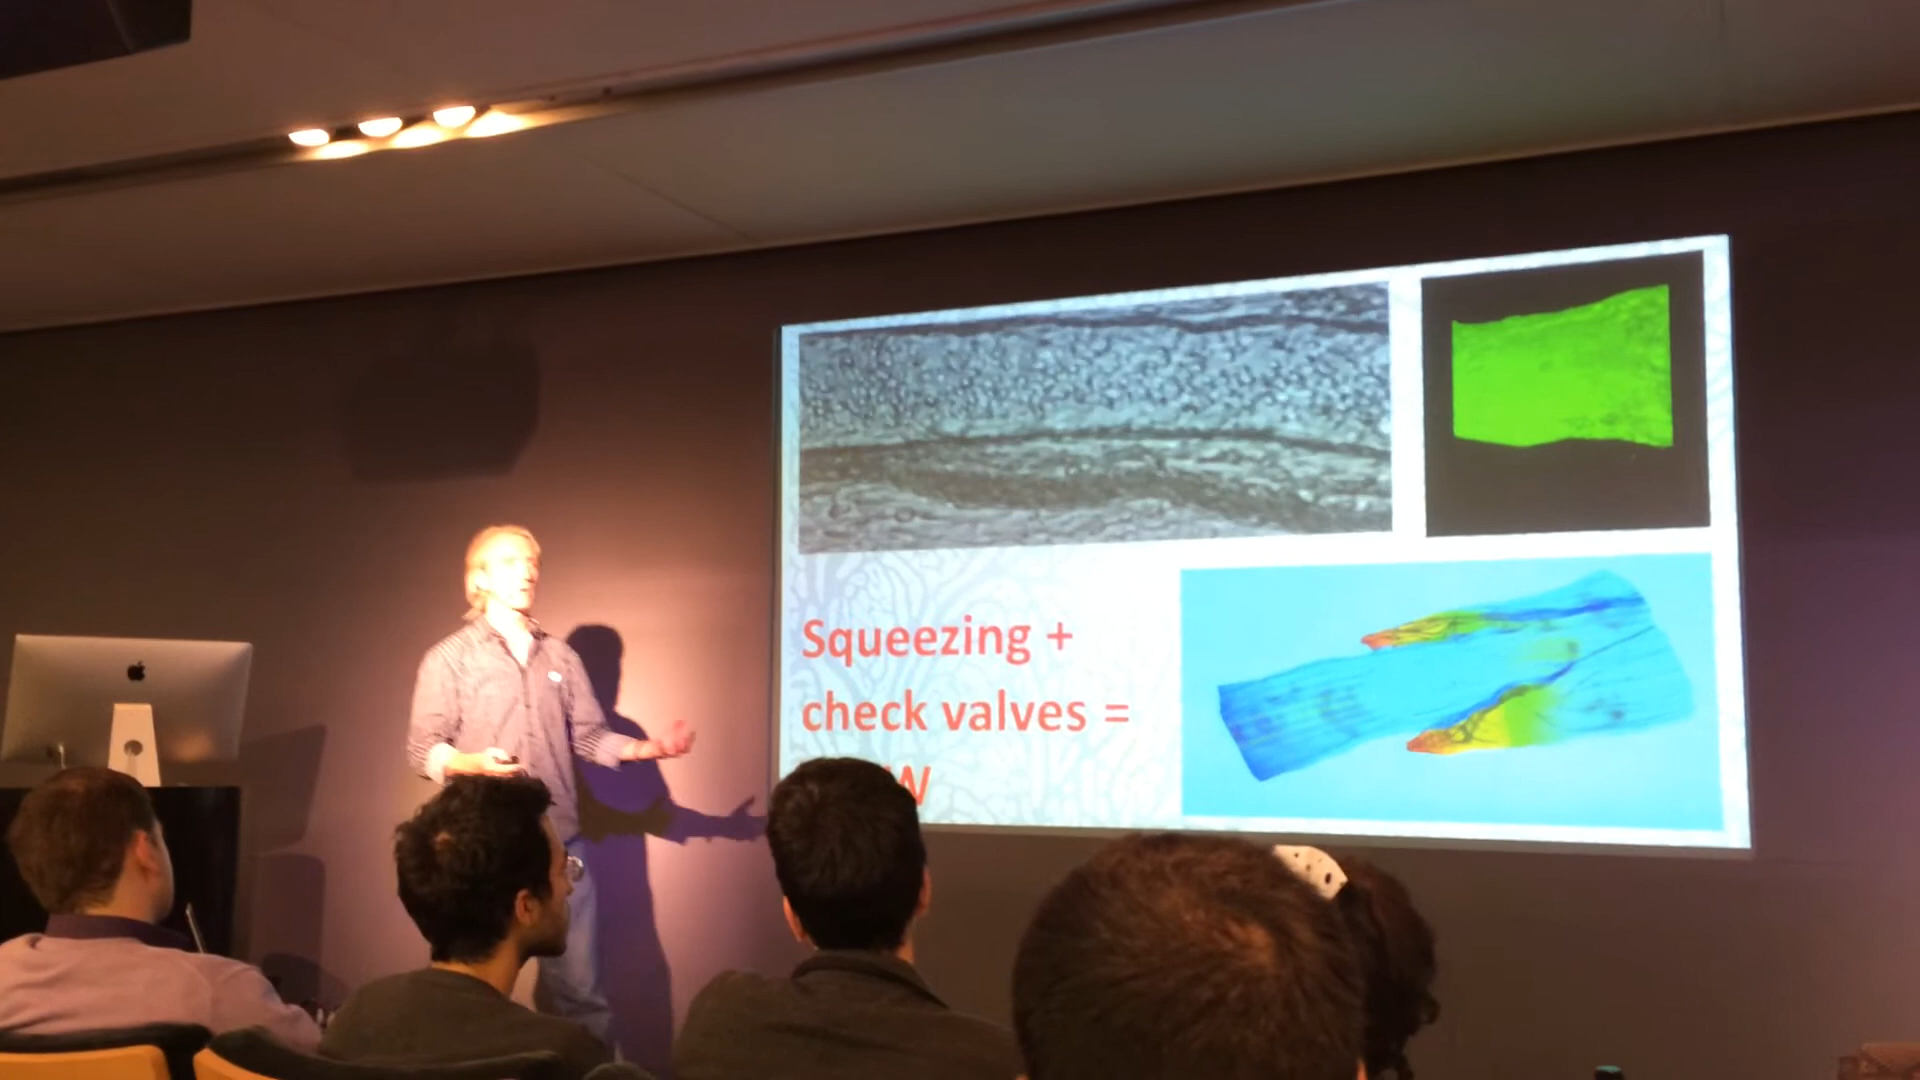 Squeezing +
check valves =